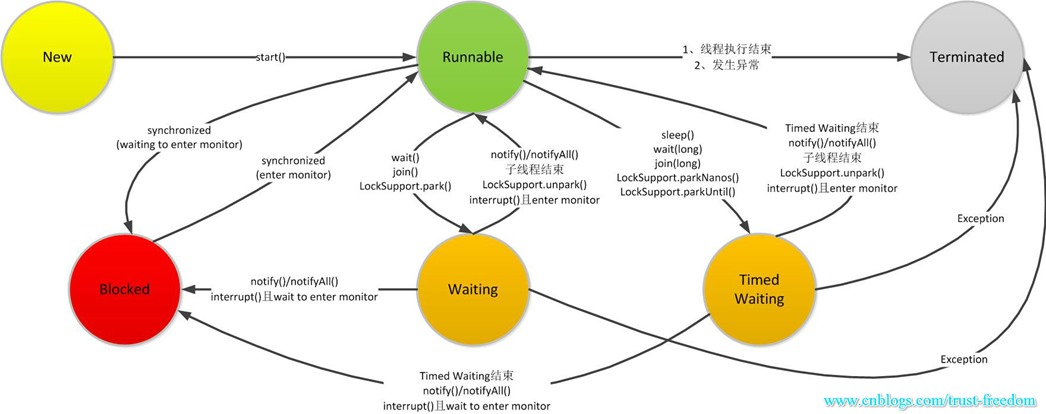 New
start()
Runnable
1、线程执行结束
2、发生异常
Terminated
synchronized
(waiting to enter monitor)
synchronized
(enter monitor)
wait()
join()
LockSupport.park()
notify()/notifyAll()
子线程结束
LockSupport.unpark()
interrupt()且enter monitor
sleep()
wait(long)
join(long)
LockSupport.parkNanos()
LockSupport.parkUntil()
Timed Waiting结束
notify()/notifyAll()
子线程结束
LockSupport.unpark()
interrupt()且enter monitor
Exception
Blocked
notify()/notifyAll()
interrupt()且wait to enter monitor
Waiting
Timed
Waiting
Exception
Timed Waiting结束
notify()/notifyAll()
interrupt()且wait to enter monitor
www.cnblogs.com/trust-freedom